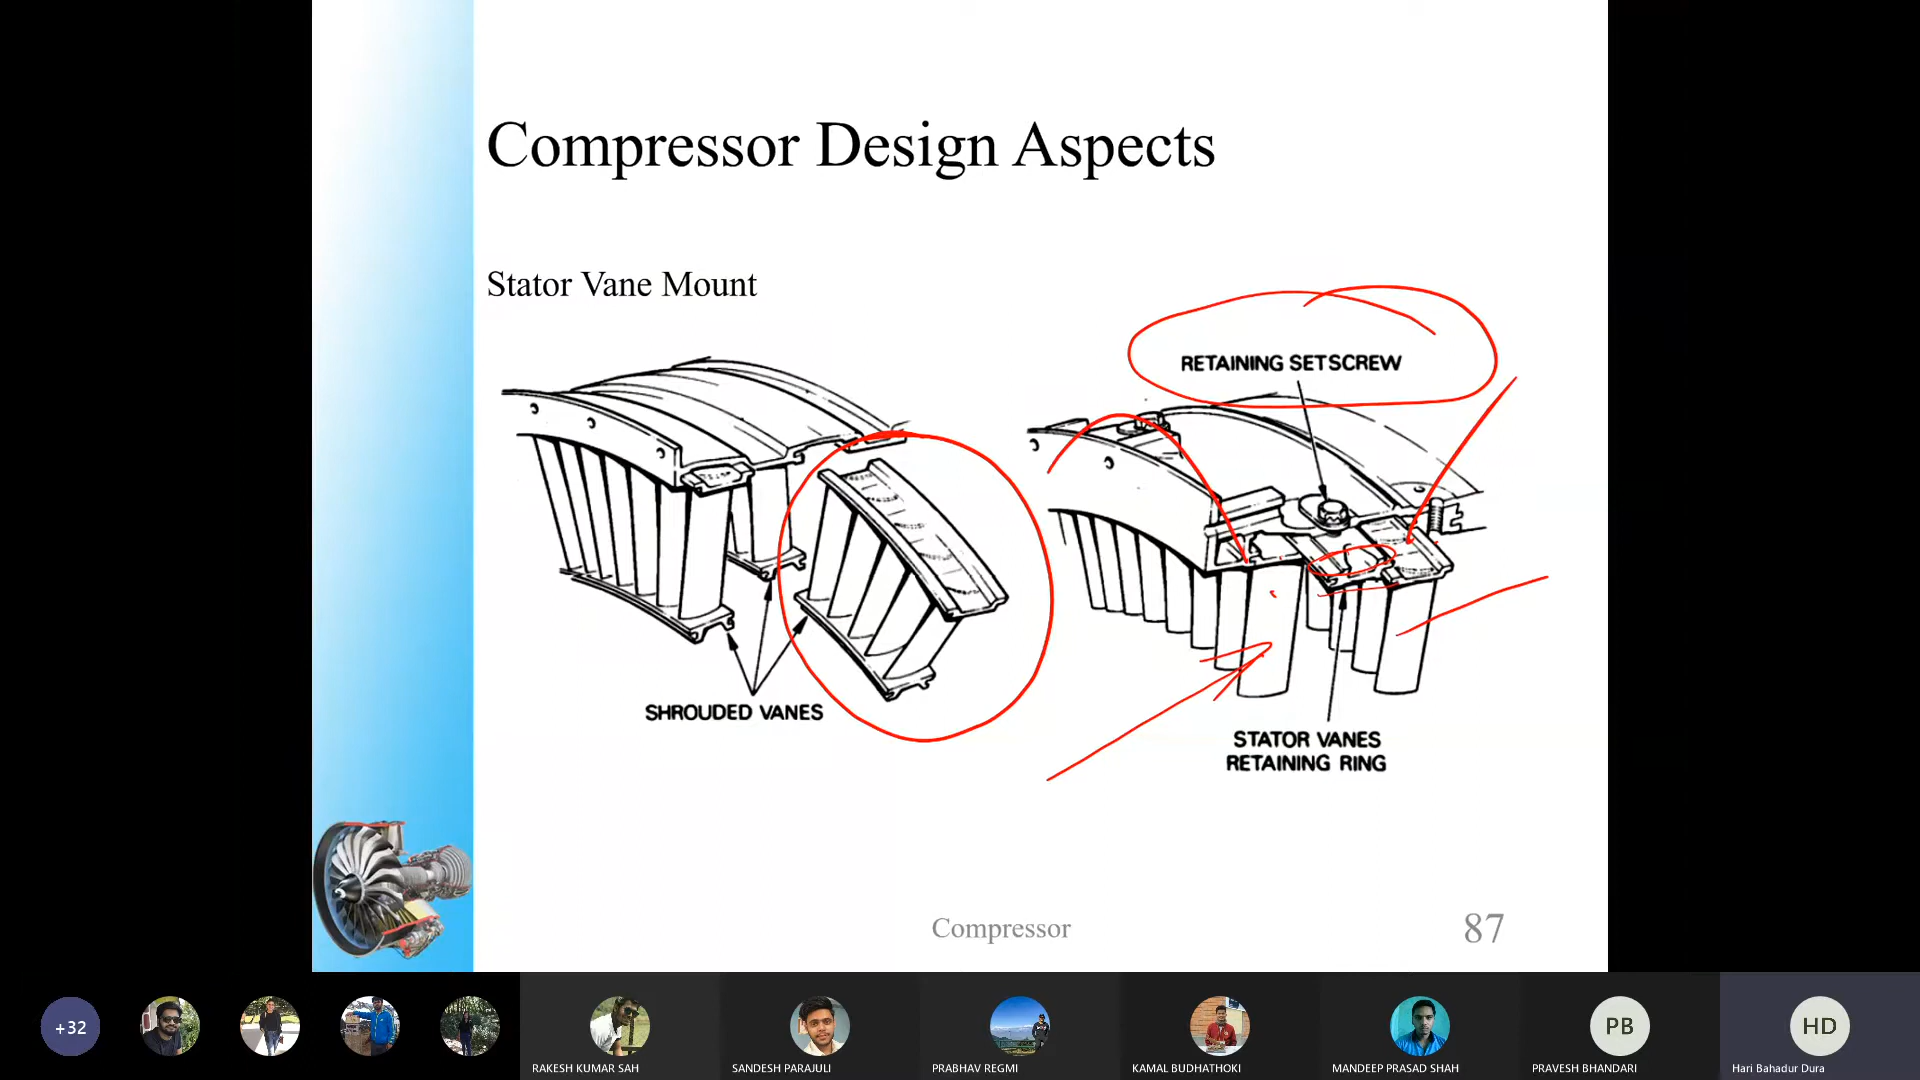 Compressor Design Aspects
Stator Vane Mount
RETAINING SETSCREW
SHROUDED VANES
STATOR VANES
RETAINING RING
Compressor
87
+32
RAKESH KUMAR SAH
SANDESH PARAJULI
PRABHAV REGMI
KAMAL BUDHATHOKI
MANDEEP PRASAD SHAH
PB
PRAVESH BHANDARI
HD
Hari Bahadur Dura